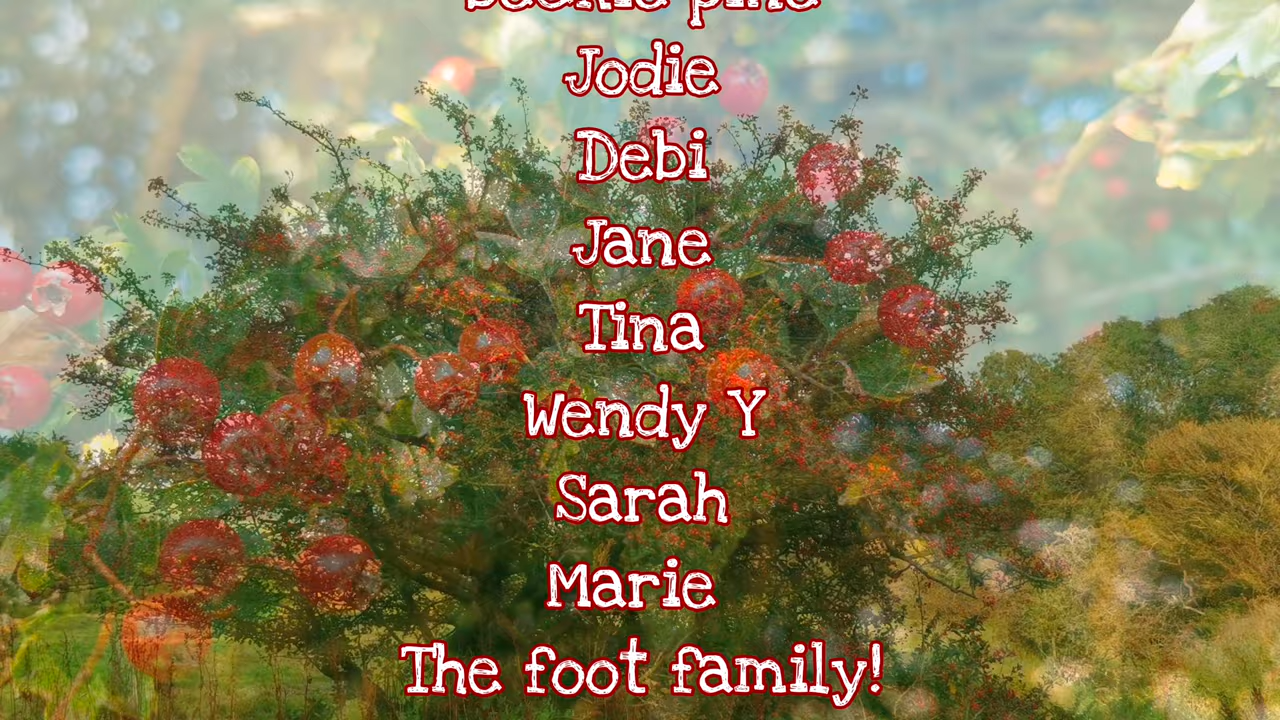 Jodie
Debi
Jane
Tina
Wendy Y
Sarah
Marie
The foot family!